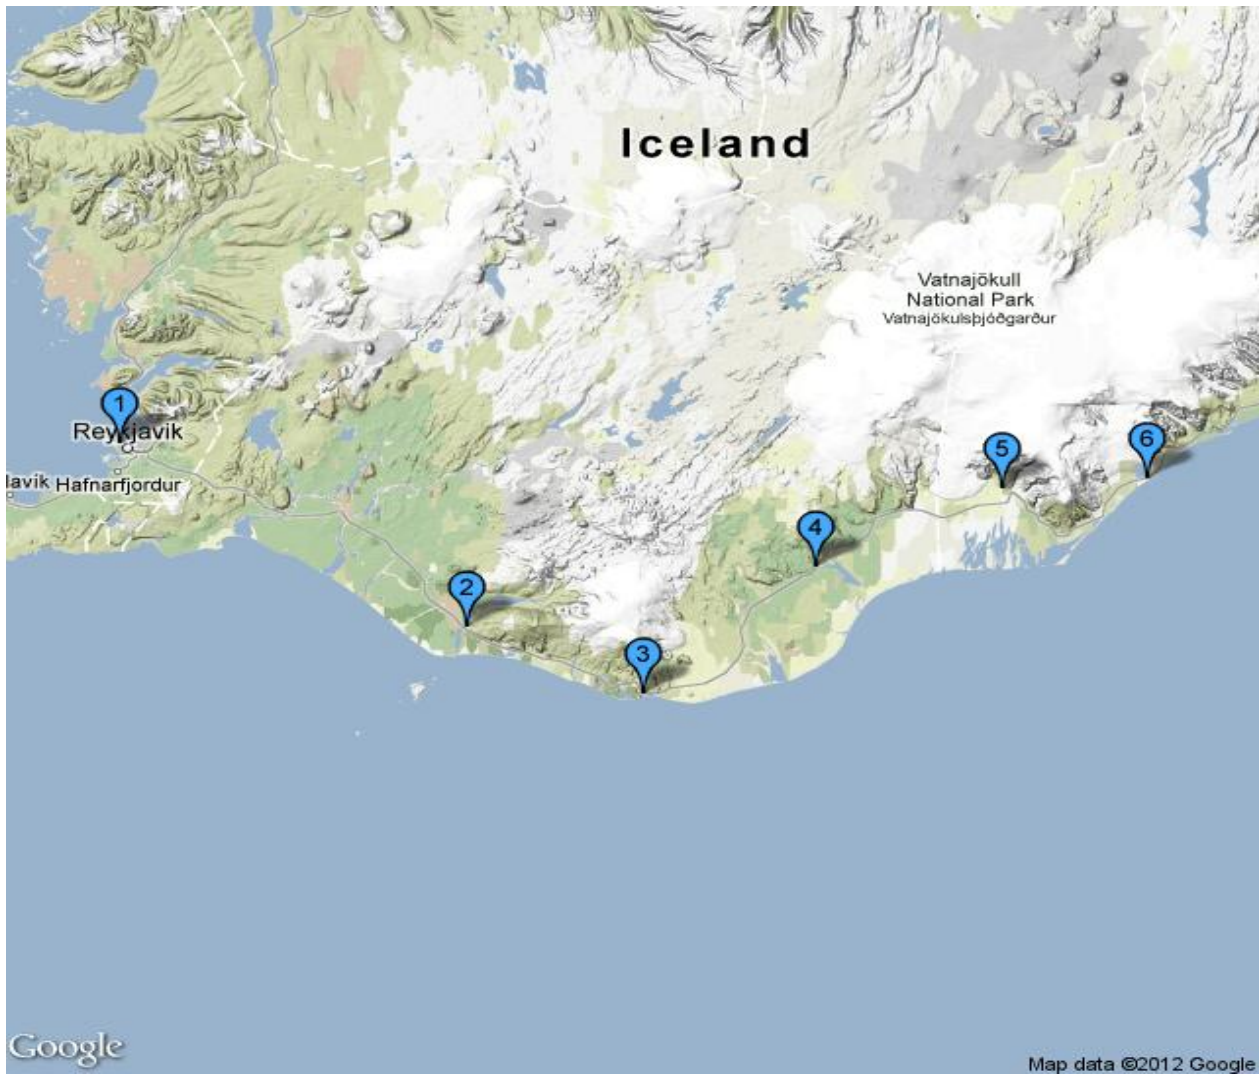 Iceland
Vatnajökull
National Park
Vatnajökulsþjóðgarður
1
Reykjavik
lavik Hafnarfjordur
2
3
4
5
6
Google
Map data ©2012 Google